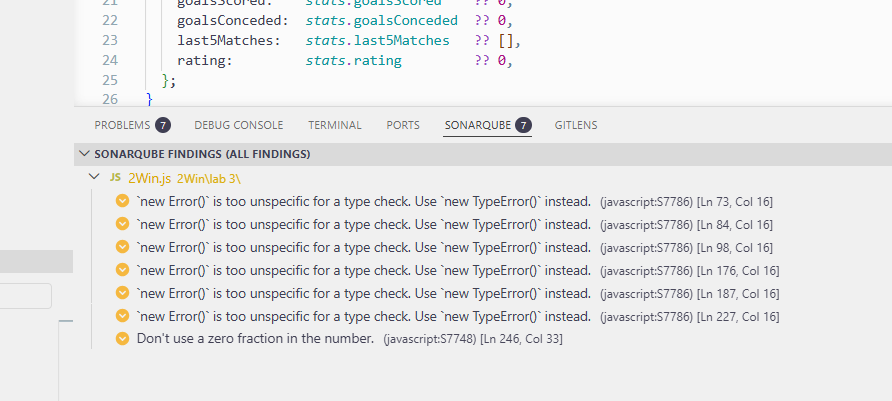 21 goalsScored: stats.goalsScored ?? 0,
22 goalsConceded: stats.goalsConceded ?? 0,
23 last5Matches: stats.last5Matches ?? [],
24 rating: stats.rating ?? 0,
25 };
26 }
PROBLEMS 7 DEBUG CONSOLE TERMINAL PORTS SONARQUBE 7 GITLENS
SONARQUBE FINDINGS (ALL FINDINGS)
JS 2Win.js 2Win\lab 3\
`new Error()` is too unspecific for a type check. Use `new TypeError()` instead. (javascript:S7786) [Ln 73, Col 16]
`new Error()` is too unspecific for a type check. Use `new TypeError()` instead. (javascript:S7786) [Ln 84, Col 16]
`new Error()` is too unspecific for a type check. Use `new TypeError()` instead. (javascript:S7786) [Ln 98, Col 16]
`new Error()` is too unspecific for a type check. Use `new TypeError()` instead. (javascript:S7786) [Ln 176, Col 16]
`new Error()` is too unspecific for a type check. Use `new TypeError()` instead. (javascript:S7786) [Ln 187, Col 16]
`new Error()` is too unspecific for a type check. Use `new TypeError()` instead. (javascript:S7786) [Ln 227, Col 16]
Don't use a zero fraction in the number. (javascript:S7748) [Ln 246, Col 33]